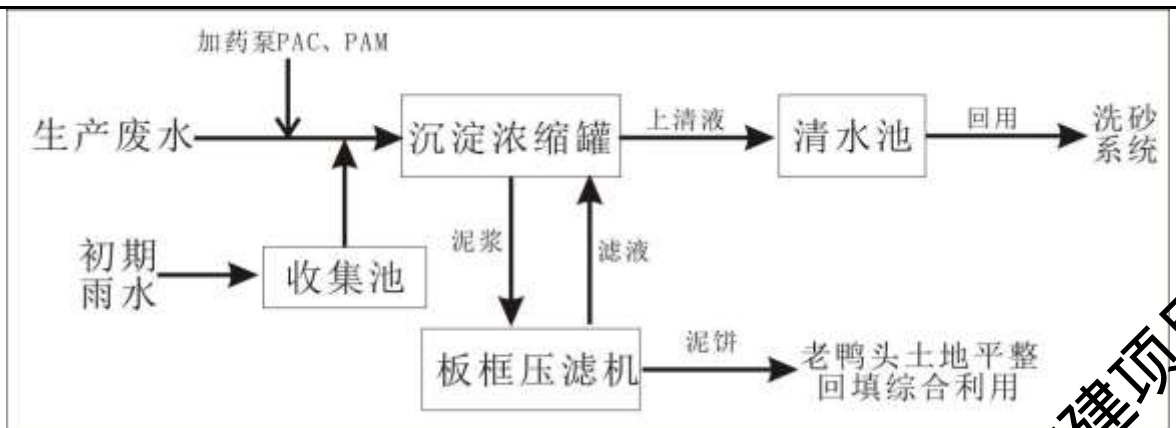 加药泵PAC、PAM
生产废水
沉淀浓缩罐
上清液
清水池
回用
洗砂
系统
初期
雨水
收集池
泥浆
滤液
板框压滤机
泥饼
老鸭头土地平整
回填综合利用
建项